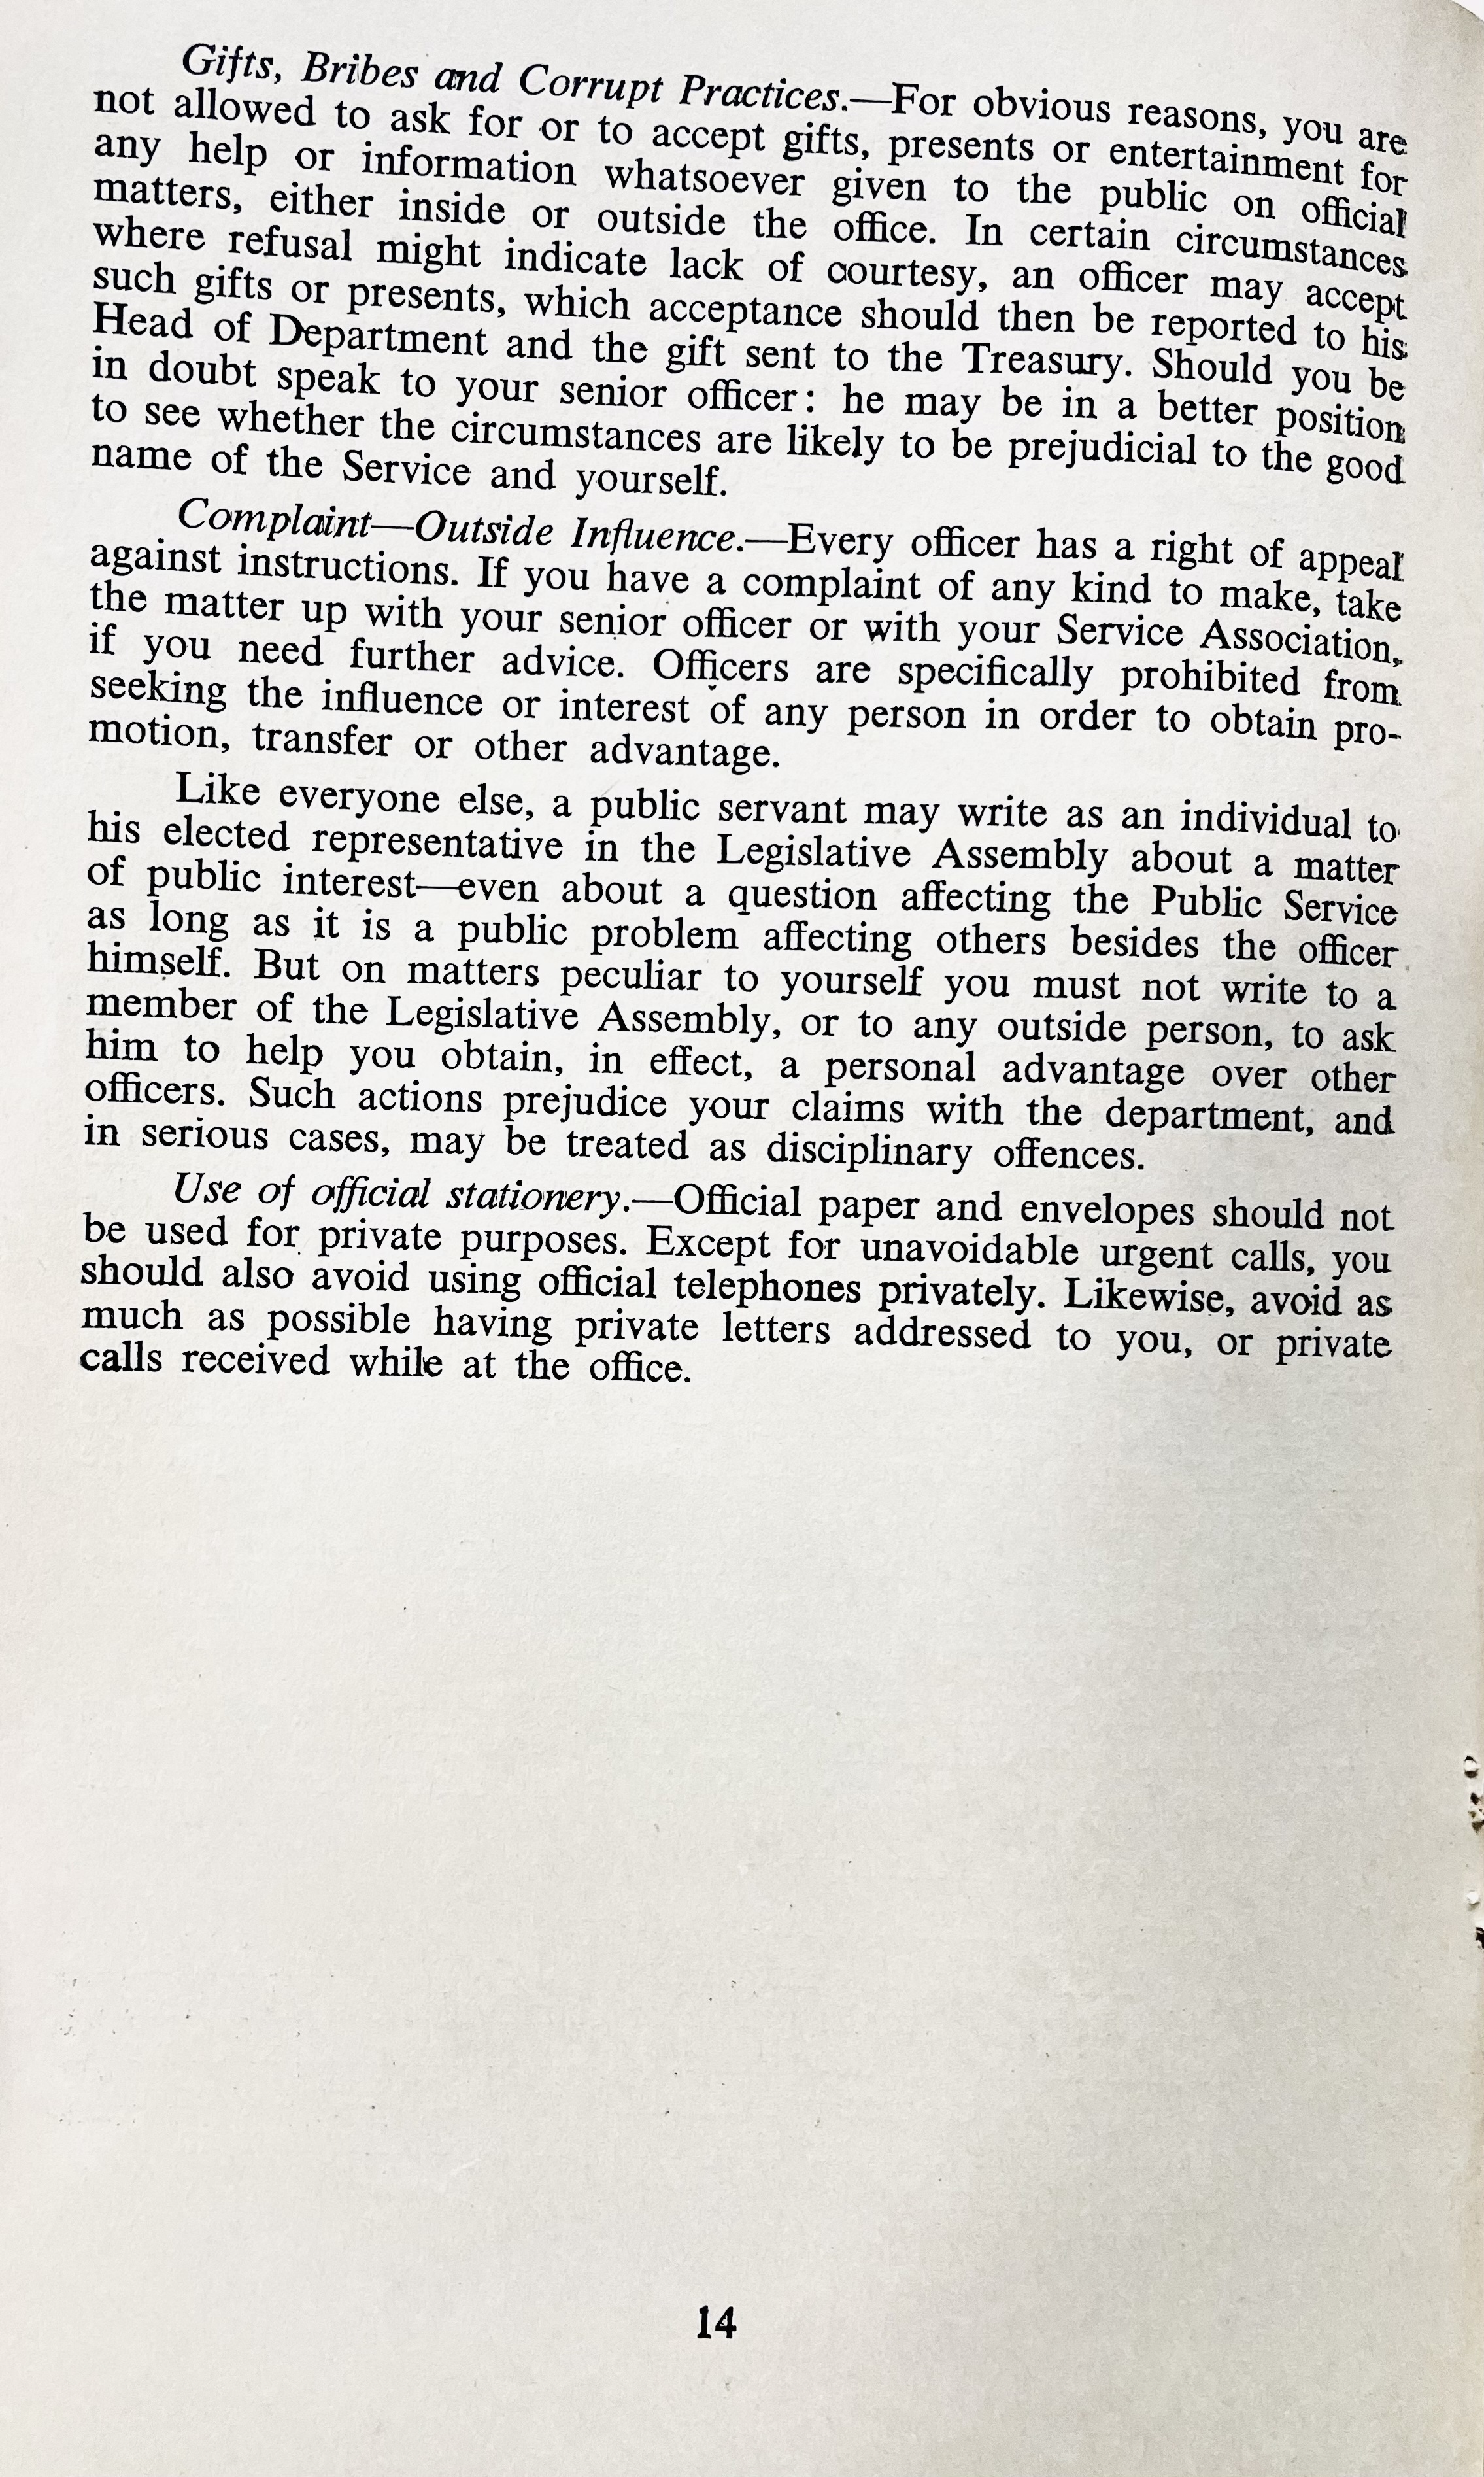 Gifts, Bribes and Corrupt Practices.—For obvious reasons, you are
not allowed to ask for or to accept gifts, presents or entertainment for
any help or information whatsoever given to the public on official
matters, either inside or outside the office. In certain circumstances
where refusal might indicate lack of courtesy, an officer may accept
such gifts or presents, which acceptance should then be reported to his
Head of Department and the gift sent to the Treasury. Should you be
in doubt speak to your senior officer: he may be in a better position
to see whether the circumstances are likely to be prejudicial to the good
name of the Service and yourself.
Complaint—Outside Influence.—Every officer has a right of appeal
against instructions. If you have a complaint of any kind to make, take
the matter up with your senior officer or with your Service Association,
if you need further advice. Officers are specifically prohibited from
seeking the influence or interest of any person in order to obtain pro-
motion, transfer or other advantage.
Like everyone else, a public servant may write as an individual to
his elected representative in the Legislative Assembly about a matter
of public interest—even about a question affecting the Public Service
as long as it is a public problem affecting others besides the officer
himself. But on matters peculiar to yourself you must not write to a
member of the Legislative Assembly, or to any outside person, to ask
him to help you obtain, in effect, a personal advantage over other
officers. Such actions prejudice your claims with the department, and
in serious cases, may be treated as disciplinary offences.
Use of official stationery.—Official paper and envelopes should not
be used for private purposes. Except for unavoidable urgent calls, you
should also avoid using official telephones privately. Likewise, avoid as
much as possible having private letters addressed to you, or private
calls received while at the office.
14